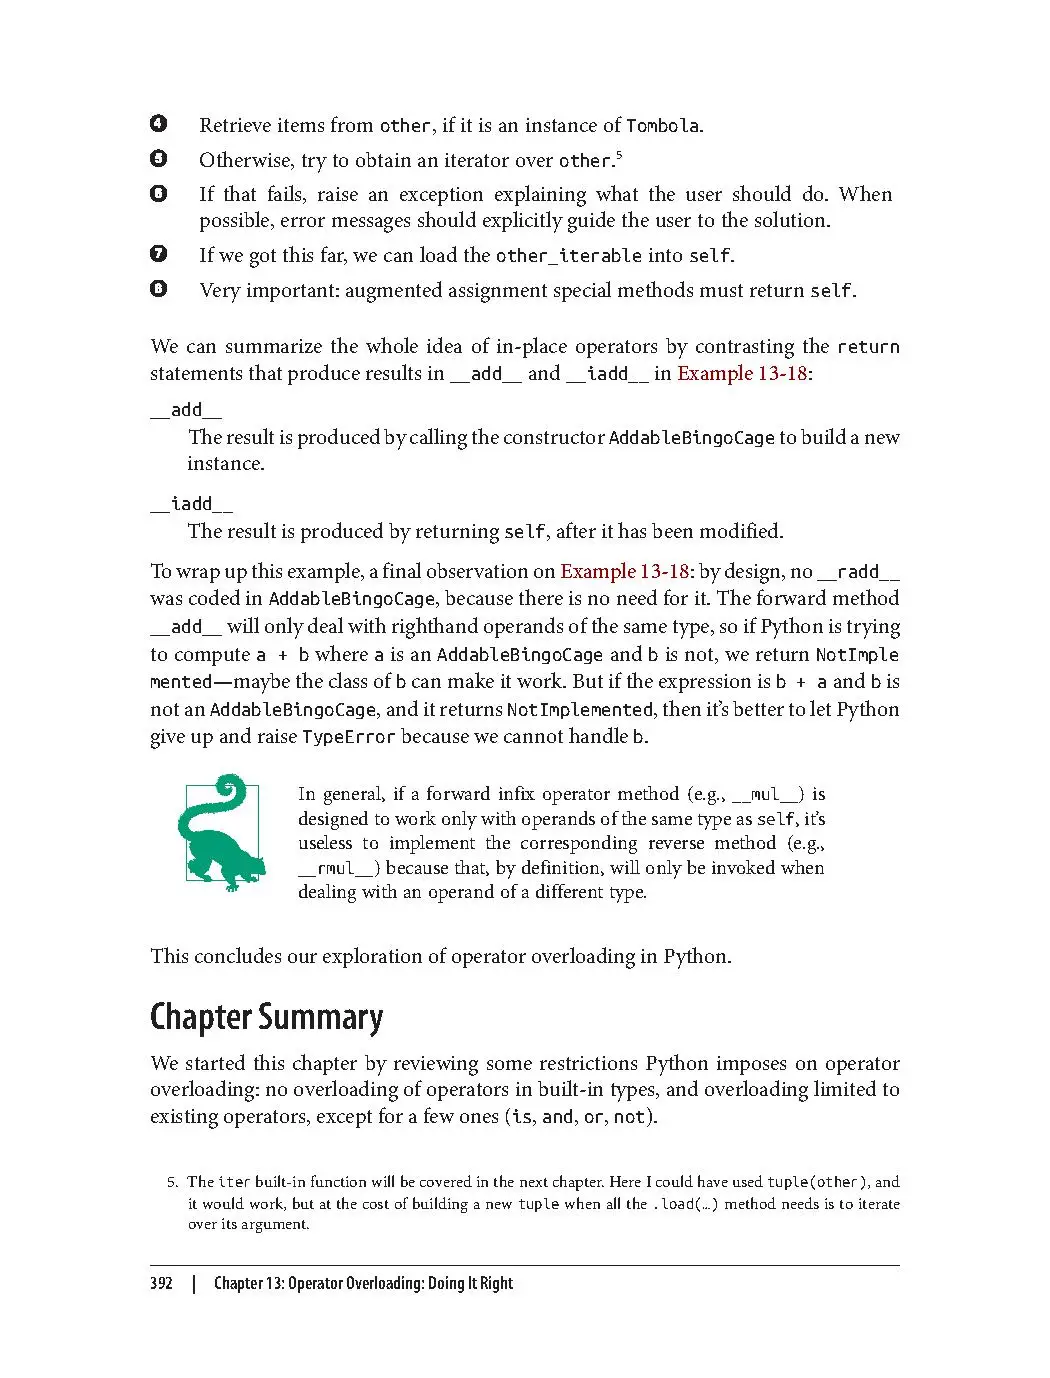 ❹ Retrieve items from other, if it is an instance of Tombola.
❺ Otherwise, try to obtain an iterator over other.5
❻ If that fails, raise an exception explaining what the user should do. When
possible, error messages should explicitly guide the user to the solution.
❼ If we got this far, we can load the other_iterable into self.
❽ Very important: augmented assignment special methods must return self.
We can summarize the whole idea of in-place operators by contrasting the return
statements that produce results in __add__ and __iadd__ in Example 13-18:
__add__
The result is produced by calling the constructor AddableBingoCage to build a new
instance.
__iadd__
The result is produced by returning self, after it has been modified.
To wrap up this example, a final observation on Example 13-18: by design, no __radd__
was coded in AddableBingoCage, because there is no need for it. The forward method
__add__ will only deal with righthand operands of the same type, so if Python is trying
to compute a + b where a is an AddableBingoCage and b is not, we return NotImple
mented—maybe the class of b can make it work. But if the expression is b + a and b is
not an AddableBingoCage, and it returns NotImplemented, then it’s better to let Python
give up and raise TypeError because we cannot handle b.
In general, if a forward infix operator method (e.g., __mul__) is
designed to work only with operands of the same type as self, it’s
useless to implement the corresponding reverse method (e.g.,
__rmul__) because that, by definition, will only be invoked when
dealing with an operand of a different type.
This concludes our exploration of operator overloading in Python.
Chapter Summary
We started this chapter by reviewing some restrictions Python imposes on operator
overloading: no overloading of operators in built-in types, and overloading limited to
existing operators, except for a few ones (is, and, or, not).
5. The iter built-in function will be covered in the next chapter. Here I could have used tuple(other), and
it would work, but at the cost of building a new tuple when all the .load(…) method needs is to iterate
over its argument.
392 | Chapter 13: Operator Overloading: Doing It Right